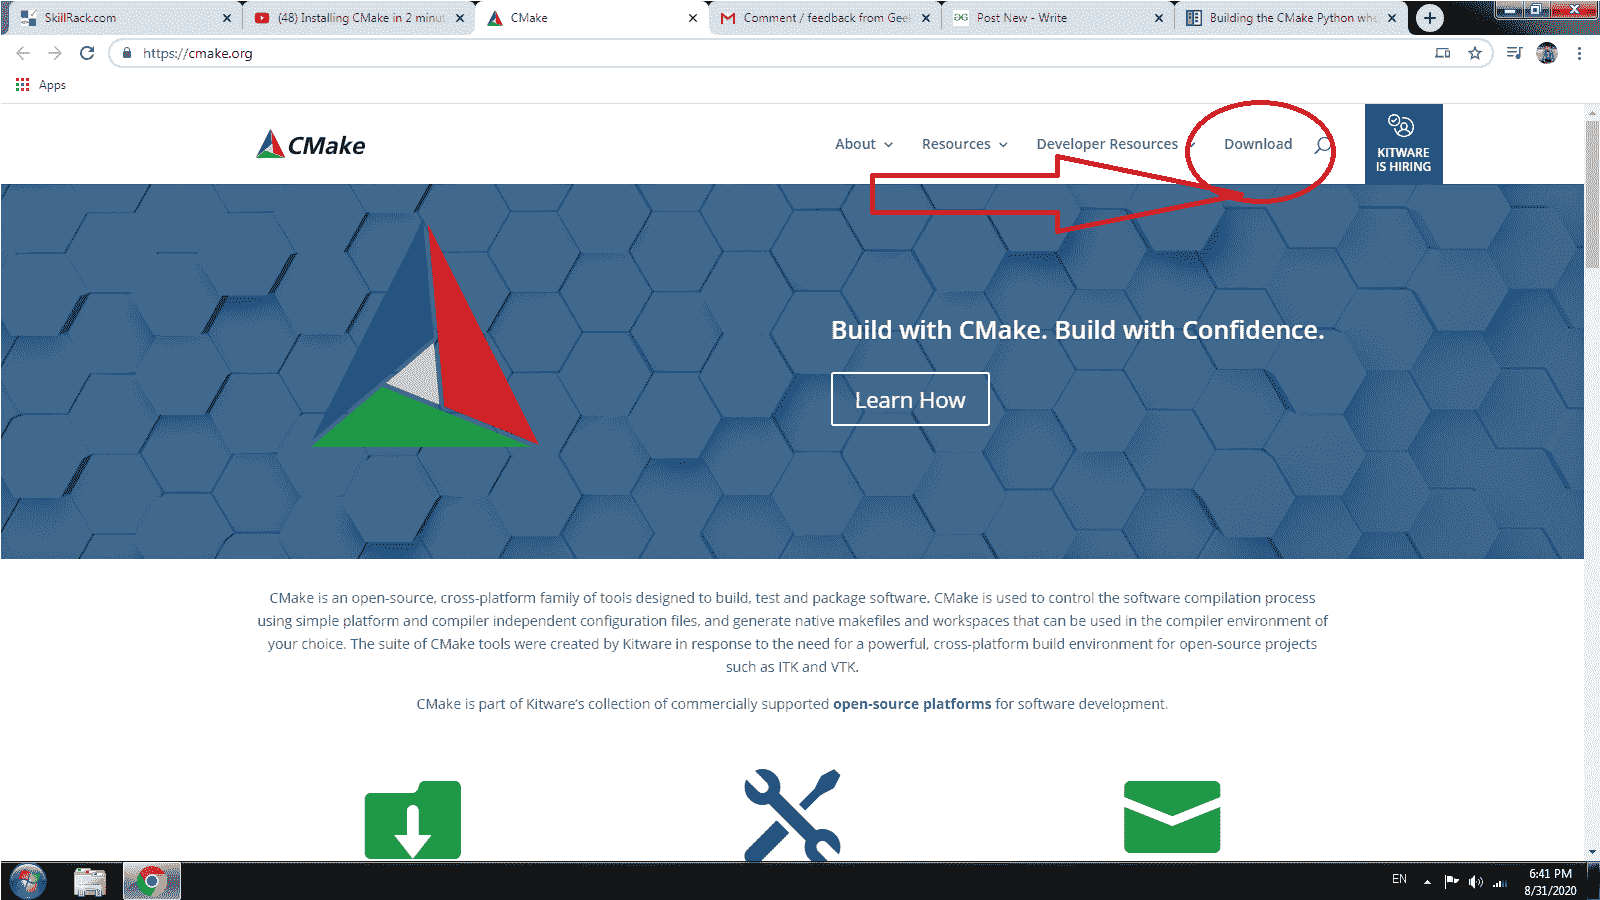 SkillRack.com
(48) Installing CMake in 2 minut
CMake
Comment / feedback from Gee
Post New - Write
Building the CMake Python whe
https://cmake.org
Apps
CMake
About
Resources
Developer Resources
Download
KITWARE
IS HIRING
Build with CMake. Build with Confidence.
Learn How
CMake is an open-source, cross-platform family of tools designed to build, test and package software. CMake is used to control the software compilation process
using simple platform and compiler independent configuration files, and generate native makefiles and workspaces that can be used in the compiler environment of
your choice. The suite of CMake tools were created by Kitware in response to the need for a powerful, cross-platform build environment for open-source projects
such as ITK and VTK.
CMake is part of Kitware's collection of commercially supported open-source platforms for software development.
EN
6:41 PM
8/31/2020